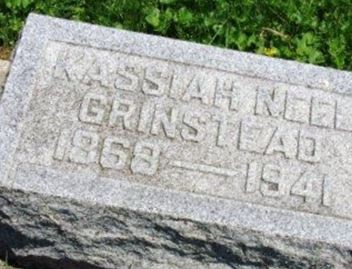 KASSIAH NEEL
GRINSTEAD
1868 — 1941